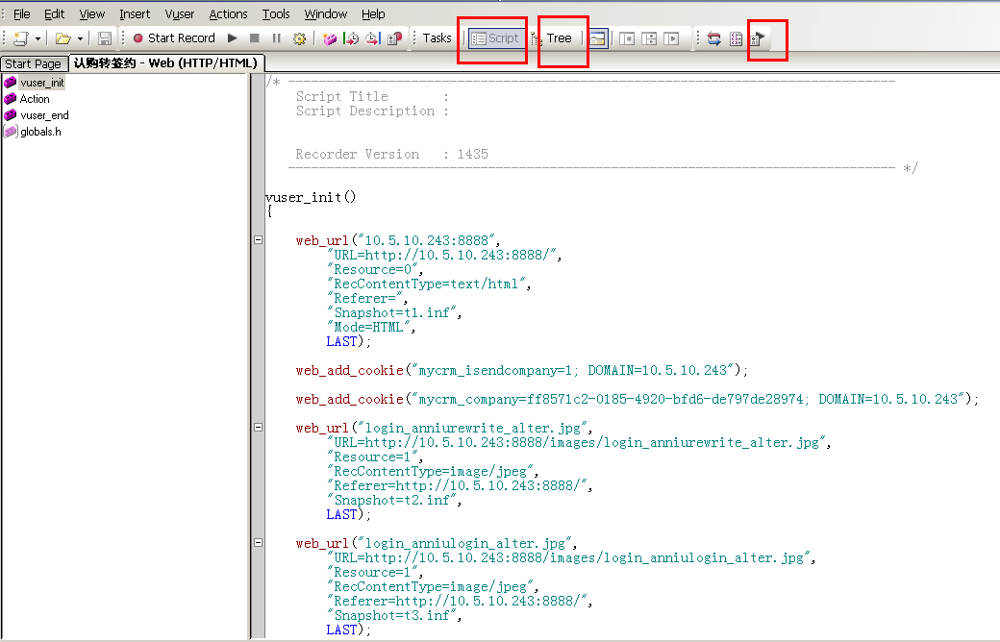 File Edit View Insert Vuser Actions Tools Window Help
Start Record Tasks Script Tree
Start Page 认购转签约 - Web (HTTP/HTML)
vuser_init
Action
vuser_end
globals.h
/* -------------------------------------------------------------------------------
Script Title :
Script Description :
Recorder Version : 1435
------------------------------------------------------------------------------- */
vuser_init()
{
web_url("10.5.10.243:8888",
"URL=http://10.5.10.243:8888/",
"Resource=0",
"RecContentType=text/html",
"Referer=",
"Snapshot=t1.inf",
"Mode=HTML",
LAST);
web_add_cookie("mycrm_isendcompany=1; DOMAIN=10.5.10.243");
web_add_cookie("mycrm_company=ff8571c2-0185-4920-bfd6-de797de28974; DOMAIN=10.5.10.243");
web_url("login_anniurewrite_alter.jpg",
"URL=http://10.5.10.243:8888/images/login_anniurewrite_alter.jpg",
"Resource=1",
"RecContentType=image/jpeg",
"Referer=http://10.5.10.243:8888/",
"Snapshot=t2.inf",
LAST);
web_url("login_anniulogin_alter.jpg",
"URL=http://10.5.10.243:8888/images/login_anniulogin_alter.jpg",
"Resource=1",
"RecContentType=image/jpeg",
"Referer=http://10.5.10.243:8888/",
"Snapshot=t3.inf",
LAST);